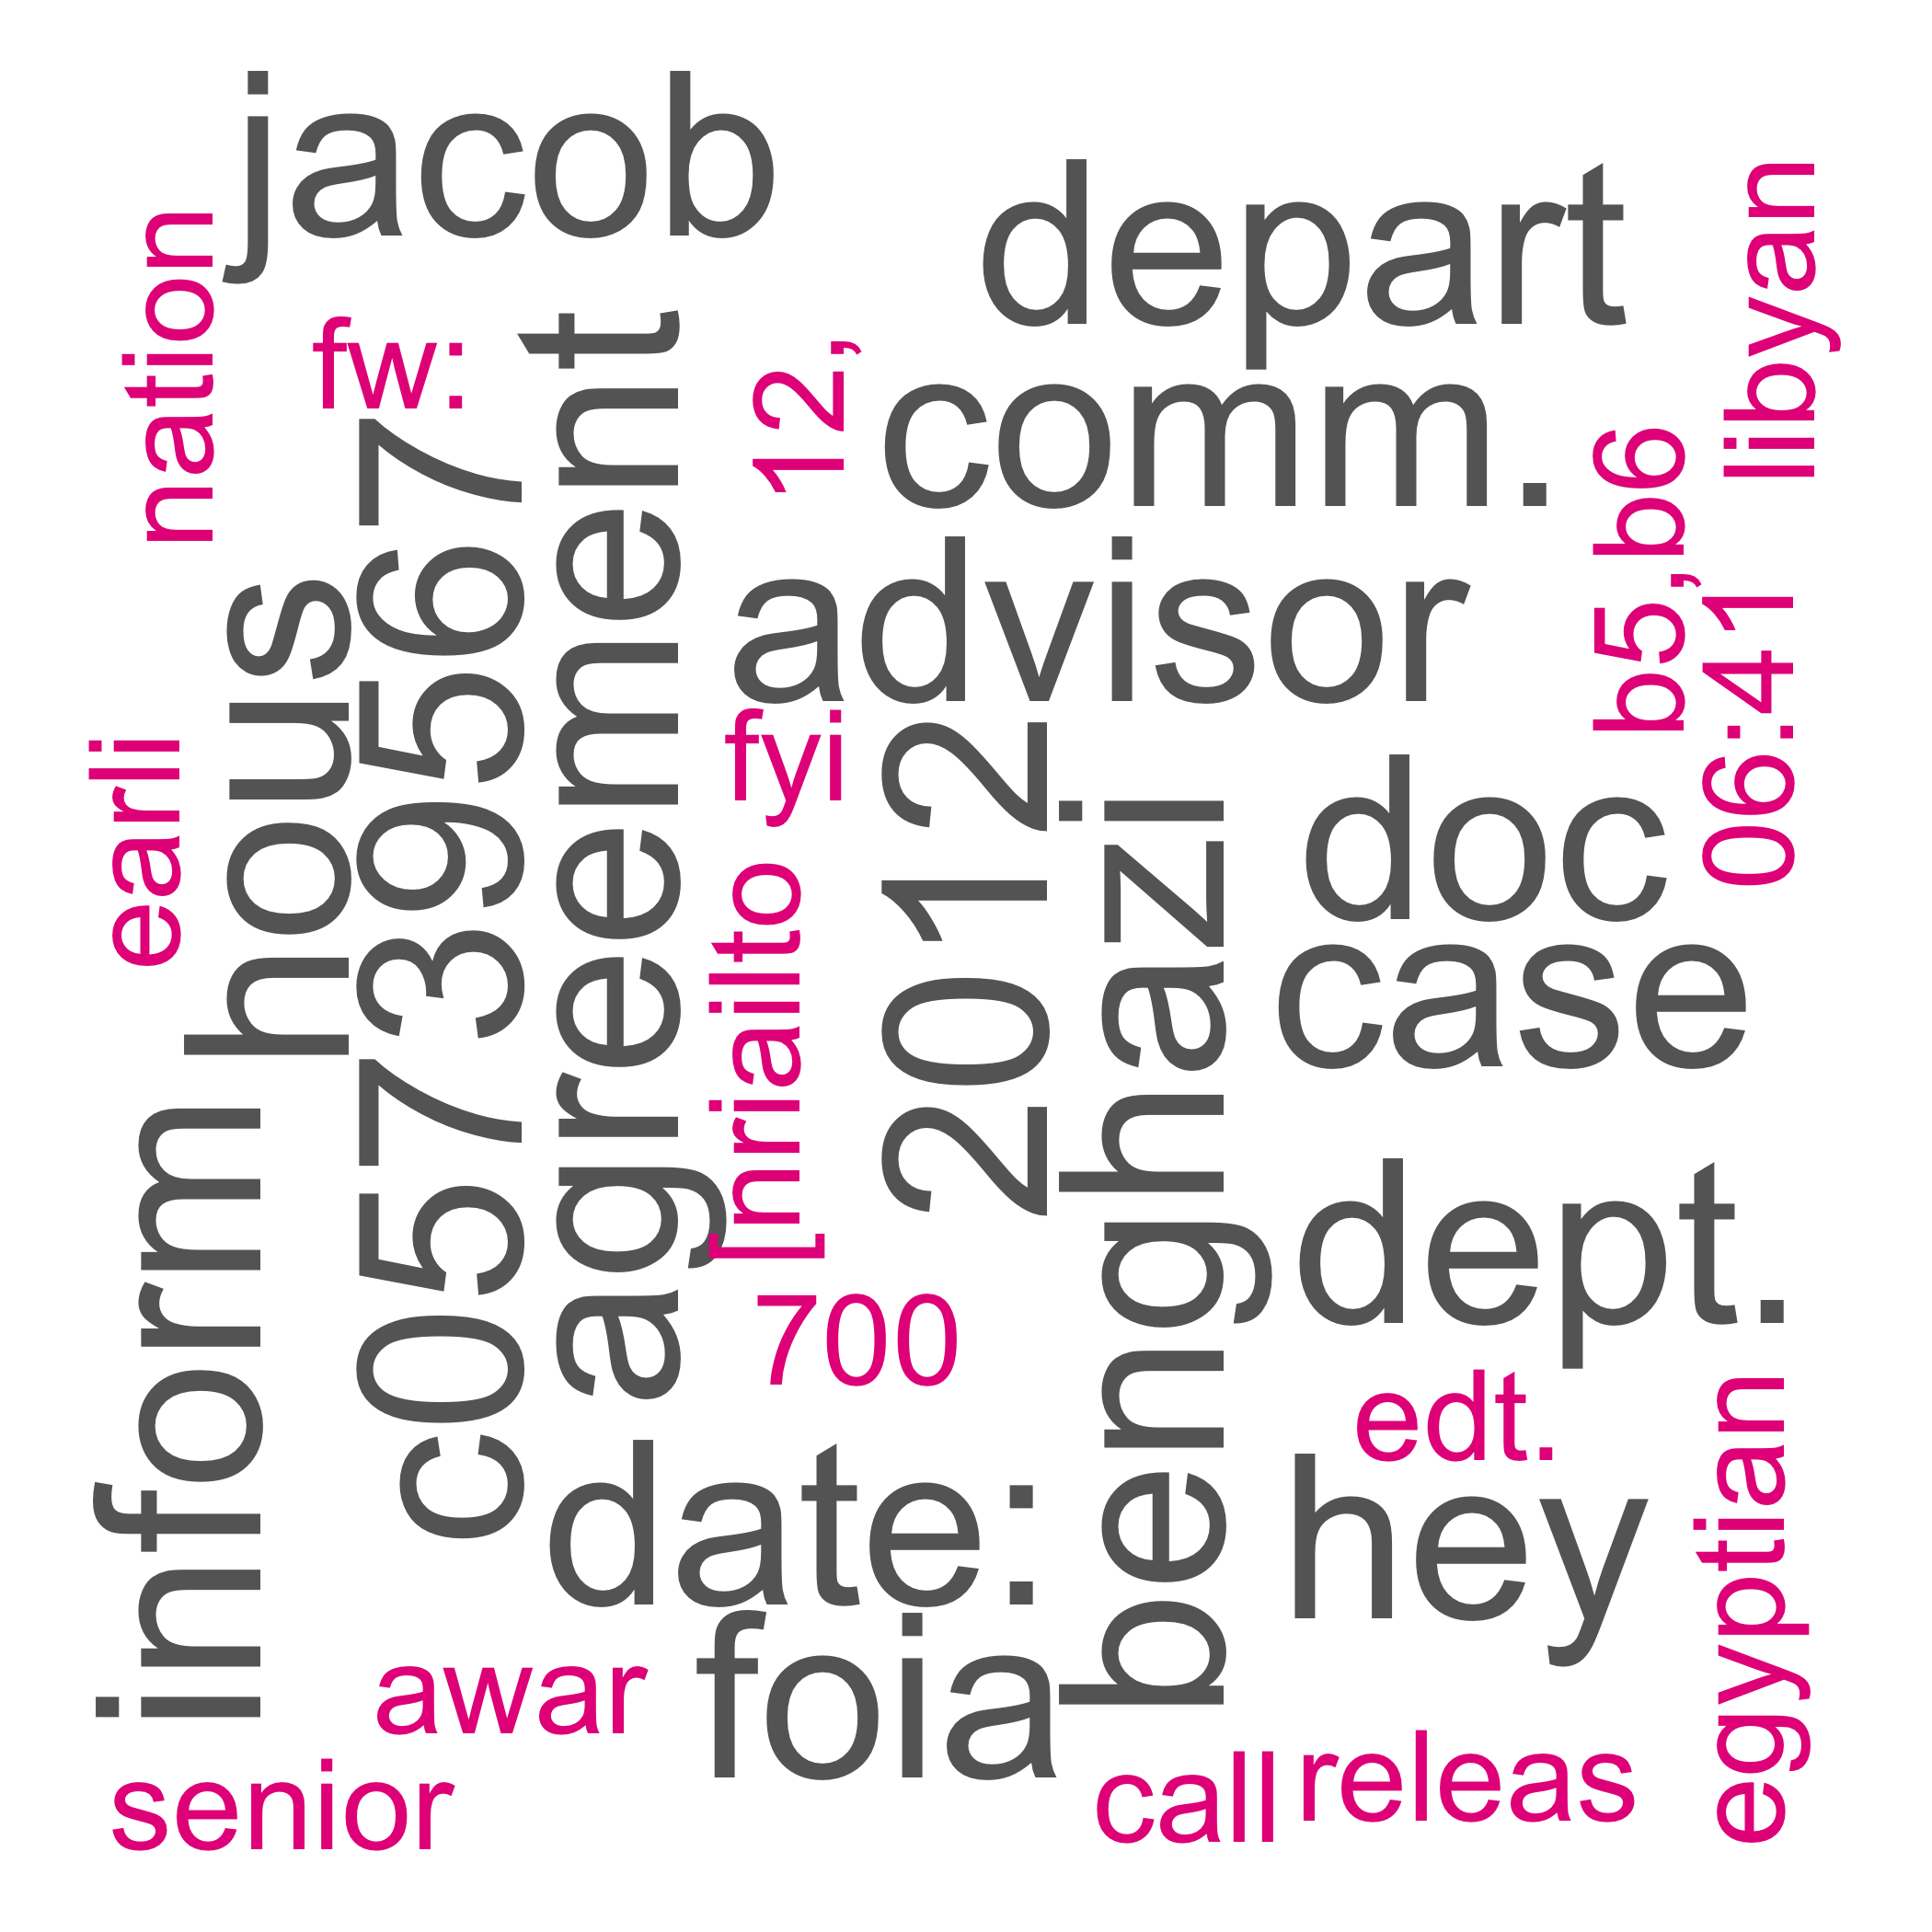 jacob
depart
libyan
nation
fw:
12,
comm.
b5,b6
agreement
c05739567
advisor
06:41
hous
earli
fyi
2012
benghazi
doc
[mailto
case
inform
dept.
700
edt.
egyptian
date:
hey
foia
awar
senior
call
releas